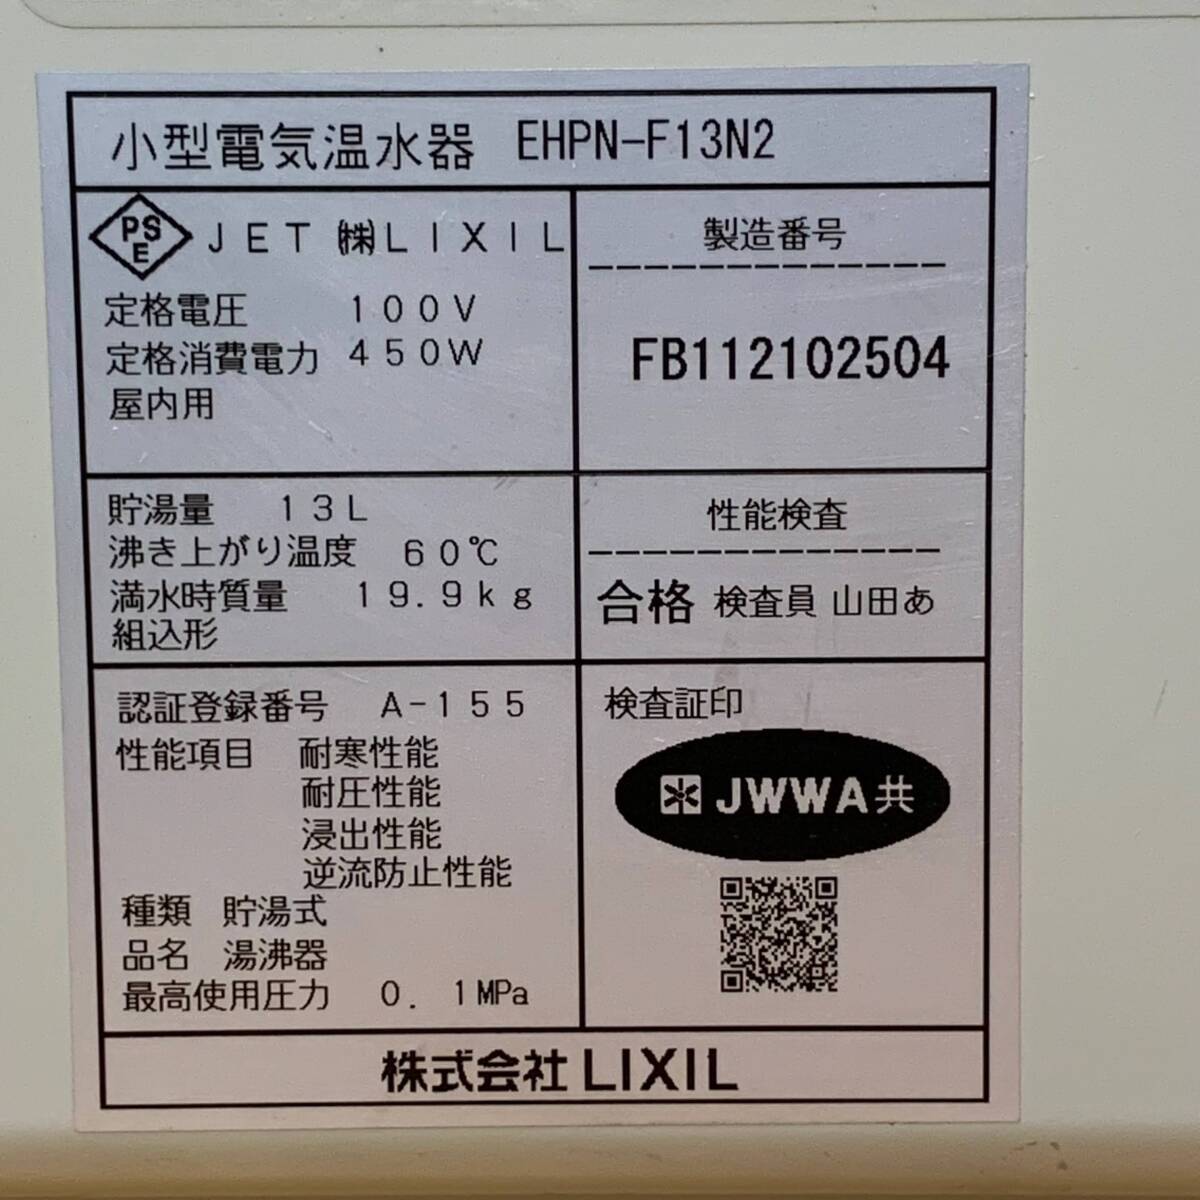 小型電気温水器 EHPN-F13N2
PSE JET ㈱LIXIL
定格電圧 100V
定格消費電力 450W
屋内用
製造番号
FB112102504
貯湯量 13L
沸き上がり温度 60℃
満水時質量 19.9kg
組込形
性能検査
合格 検査員 山田あ
認証登録番号 A-155
性能項目 耐寒性能
耐圧性能
浸出性能
逆流防止性能
種類 貯湯式
品名 湯沸器
最高使用圧力 0.1MPa
検査証印
JWWA共
株式会社LIXIL